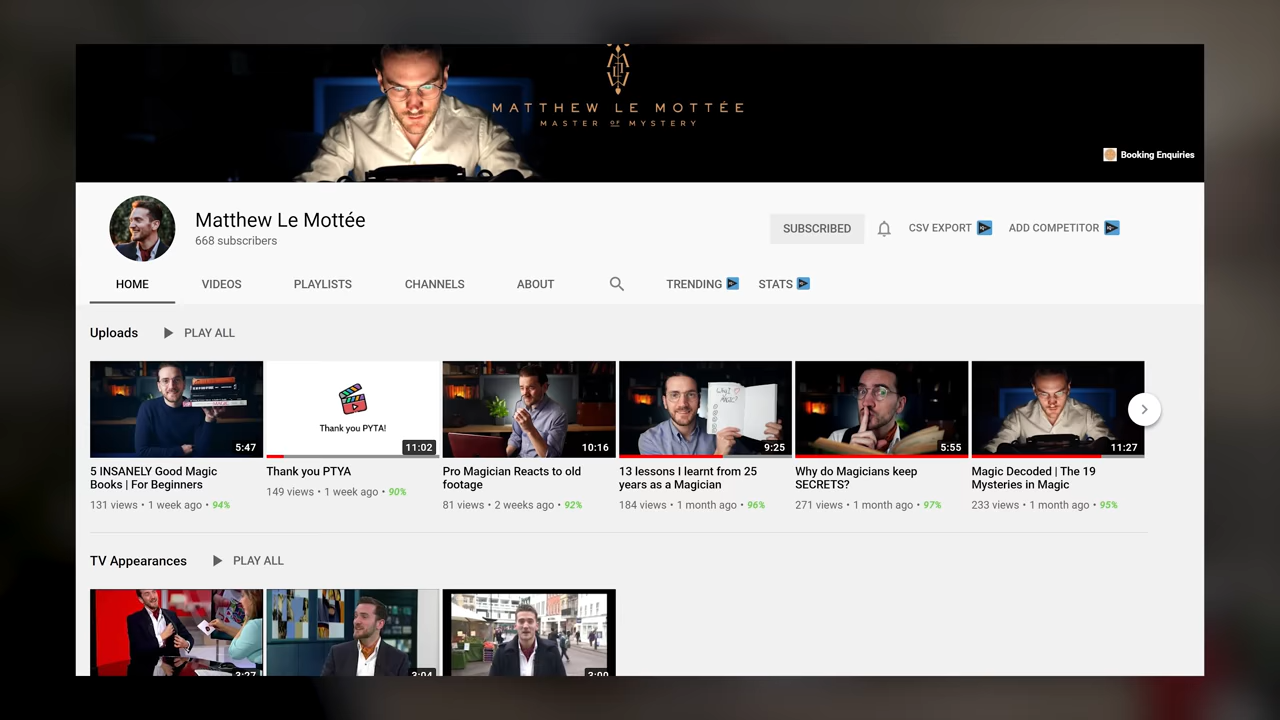 MATTHEW LE MOTTÉE
MASTER OF MYSTERY
Booking Enquiries
Matthew Le Mottée
668 subscribers
SUBSCRIBED
CSV EXPORT
ADD COMPETITOR
HOME
VIDEOS
PLAYLISTS
CHANNELS
ABOUT
TRENDING
STATS
Uploads
PLAY ALL
5:47
5 INSANELY Good Magic
Books | For Beginners
131 views • 1 week ago • 94%
Thank you PYTA!
11:02
Thank you PTYA
149 views • 1 week ago • 90%
10:16
Pro Magician Reacts to old
footage
81 views • 2 weeks ago • 92%
9:25
13 lessons I learnt from 25
years as a Magician
184 views • 1 month ago • 96%
5:55
Why do Magicians keep
SECRETS?
271 views • 1 month ago • 97%
11:27
Magic Decoded | The 19
Mysteries in Magic
233 views • 1 month ago • 95%
TV Appearances
PLAY ALL
3:27
3:04
3:00